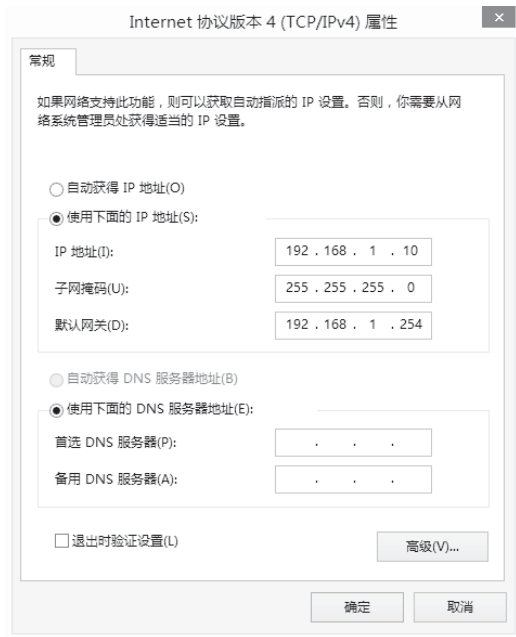 Internet 协议版本 4 (TCP/IPv4) 属性
×
常规
如果网络支持此功能，则可以获取自动指派的 IP 设置。否则，你需要从网
络系统管理员处获得适当的 IP 设置。
自动获得 IP 地址(O)
使用下面的 IP 地址(S):
IP 地址(I): 192 . 168 . 1 . 10
子网掩码(U): 255 . 255 . 255 . 0
默认网关(D): 192 . 168 . 1 . 254
自动获得 DNS 服务器地址(B)
使用下面的 DNS 服务器地址(E):
首选 DNS 服务器(P): . . .
备用 DNS 服务器(A): . . .
退出时验证设置(L)
高级(V)...
确定 取消